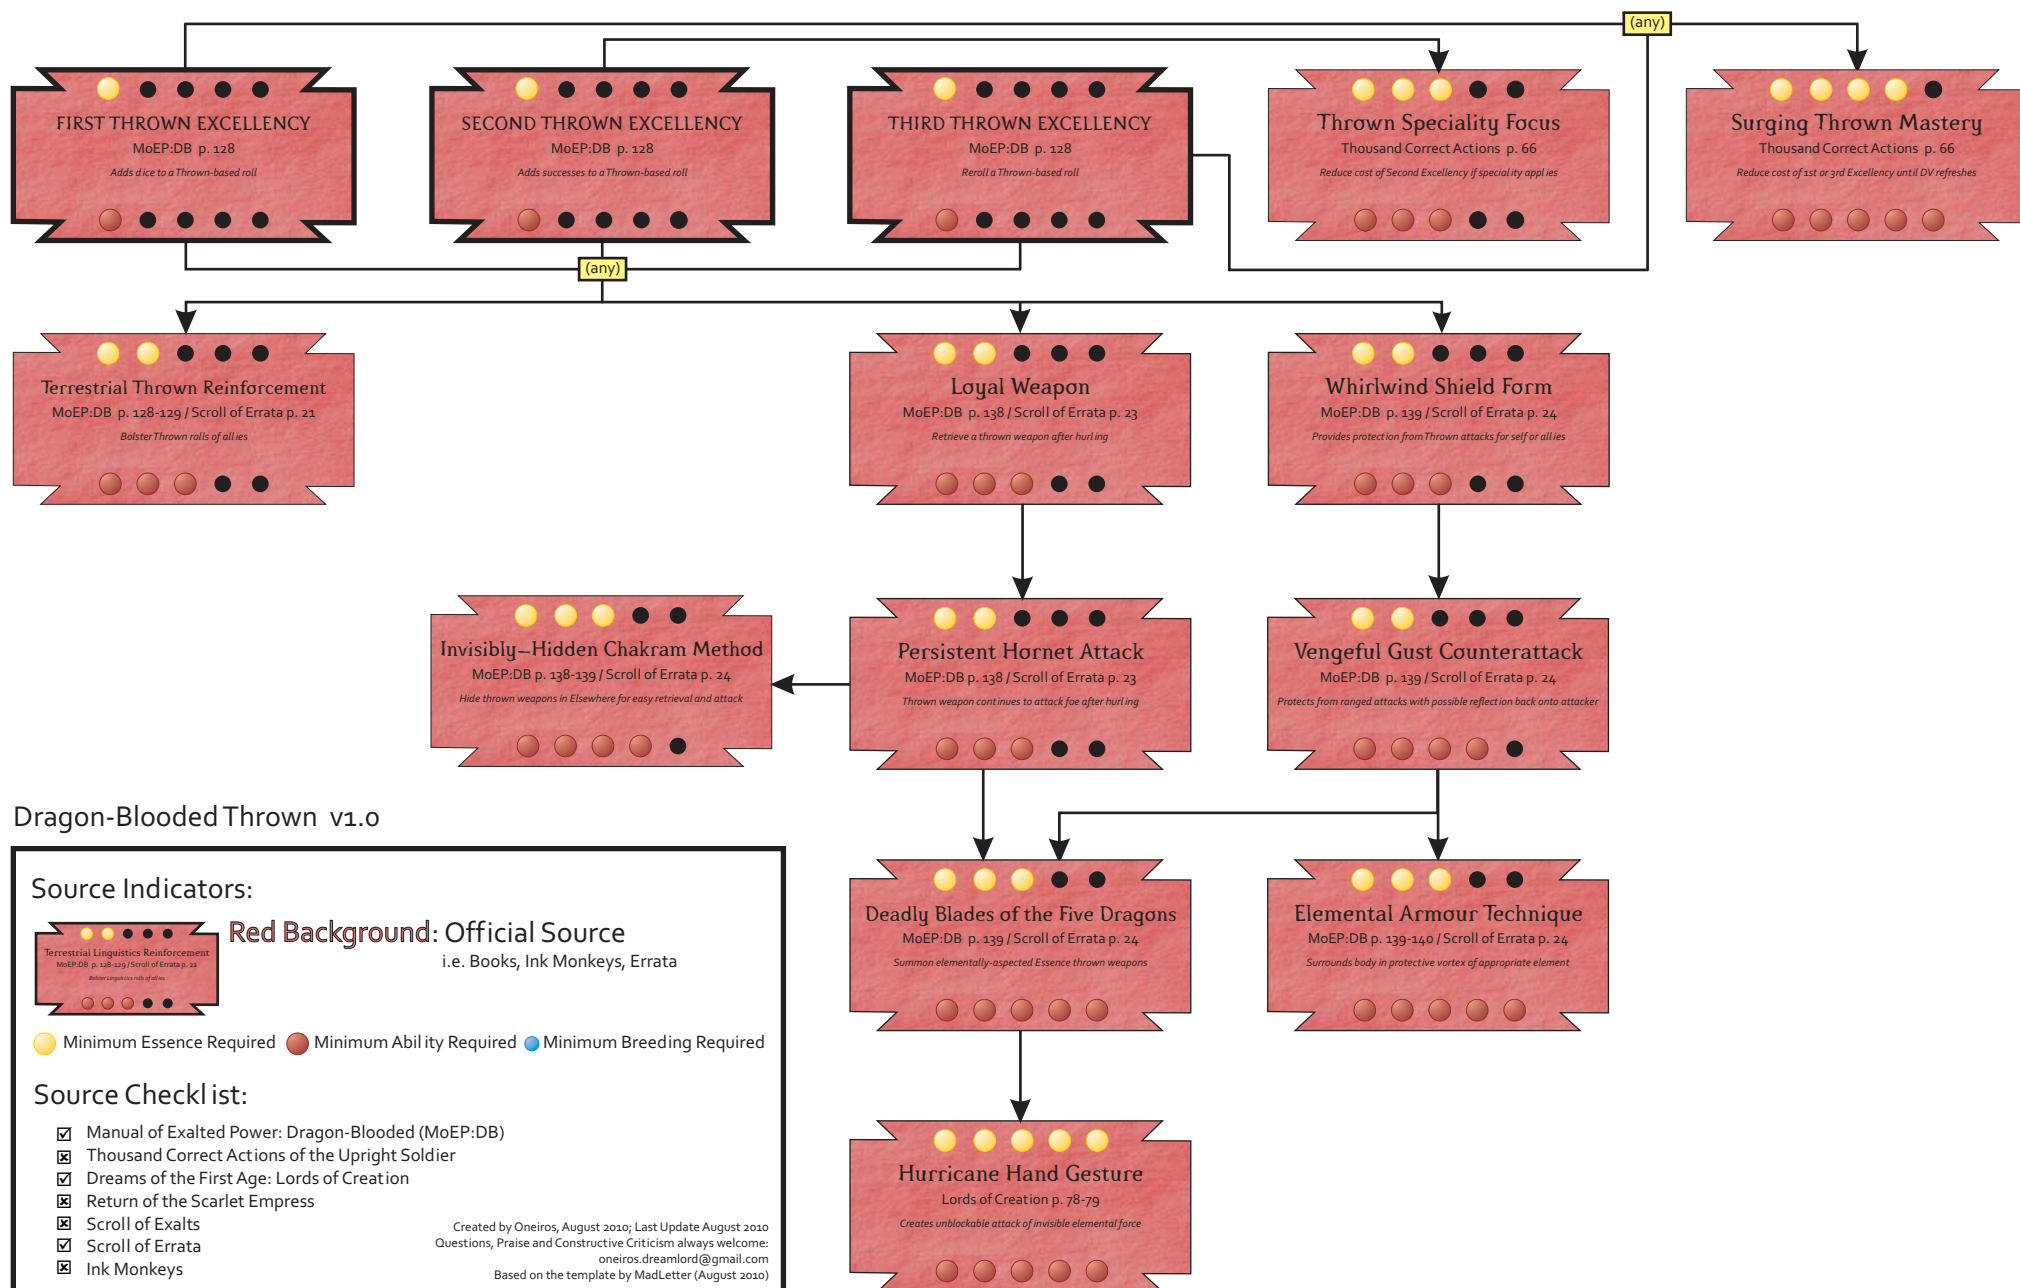 (any)
FIRST THROWN EXCELLENCY
MoEP:DB p. 128
Adds dice to a Thrown-based roll
SECOND THROWN EXCELLENCY
MoEP:DB p. 128
Adds successes to a Thrown-based roll
THIRD THROWN EXCELLENCY
MoEP:DB p. 128
Reroll a Thrown-based roll
Thrown Speciality Focus
Thousand Correct Actions p. 66
Reduce cost of Second Excellency if speciality applies
Surging Thrown Mastery
Thousand Correct Actions p. 66
Reduce cost of 1st or 3rd Excellency until DV refreshes
(any)
Terrestrial Thrown Reinforcement
MoEP:DB p. 128-129 / Scroll of Errata p. 21
Bolster Thrown rolls of allies
Loyal Weapon
MoEP:DB p. 138 / Scroll of Errata p. 23
Retrieve a thrown weapon after hurling
Whirlwind Shield Form
MoEP:DB p. 139 / Scroll of Errata p. 24
Provides protection from Thrown attacks for self or allies
Invisibly-Hidden Chakram Method
MoEP:DB p. 138-139 / Scroll of Errata p. 24
Hide thrown weapons in Elsewhere for easy retrieval and attack
Persistent Hornet Attack
MoEP:DB p. 138 / Scroll of Errata p. 23
Thrown weapon continues to attack foe after hurling
Vengeful Gust Counterattack
MoEP:DB p. 139 / Scroll of Errata p. 24
Protects from ranged attacks with possible reflection back onto attacker
Deadly Blades of the Five Dragons
MoEP:DB p. 139 / Scroll of Errata p. 24
Summon elementally-aspected Essence thrown weapons
Elemental Armour Technique
MoEP:DB p. 139-140 / Scroll of Errata p. 24
Surrounds body in protective vortex of appropriate element
Hurricane Hand Gesture
Lords of Creation p. 78-79
Creates unblockable attack of invisible elemental force
Dragon-Blooded Thrown v1.0
Source Indicators:
Terrestrial Linguistics Reinforcement
MoEP:DB p. 128-129 / Scroll of Errata p. 21
Bolster Linguistics rolls of allies
Red Background: Official Source
i.e. Books, Ink Monkeys, Errata
Minimum Essence Required
Minimum Ability Required
Minimum Breeding Required
Source Checklist:
Manual of Exalted Power: Dragon-Blooded (MoEP:DB)
Thousand Correct Actions of the Upright Soldier
Dreams of the First Age: Lords of Creation
Return of the Scarlet Empress
Scroll of Exalts
Scroll of Errata
Ink Monkeys
Created by Oneiros, August 2010; Last Update August 2010
Questions, Praise and Constructive Criticism always welcome:
oneiros.dreamlord@gmail.com
Based on the template by MadLetter (August 2010)